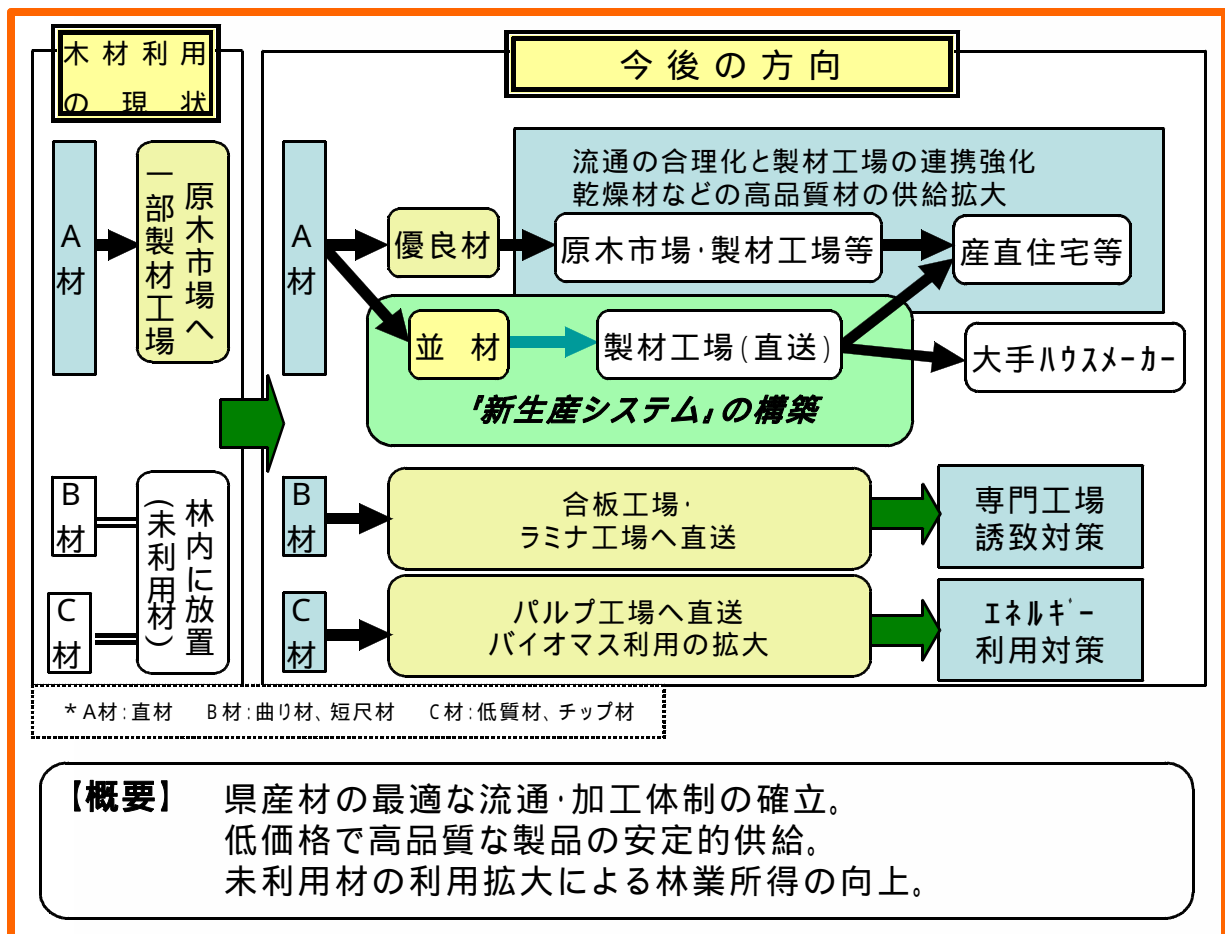 木材利用
の現状
A
材
原木市場へ
一部製材工場
B
材
C
材
林内に放置
(未利用材)
今後の方向
A
材
流通の合理化と製材工場の連携強化
乾燥材などの高品質材の供給拡大
優良材
原木市場・製材工場等
産直住宅等
並 材
製材工場(直送)
大手ハウスメーカー
『新生産システム』の構築
B
材
合板工場・
ラミナ工場へ直送
専門工場
誘致対策
C
材
パルプ工場へ直送
バイオマス利用の拡大
エネルギー
利用対策
*A材:直材 B材:曲り材、短尺材 C材:低質材、チップ材
【概要】 県産材の最適な流通・加工体制の確立。
低価格で高品質な製品の安定的供給。
未利用材の利用拡大による林業所得の向上。